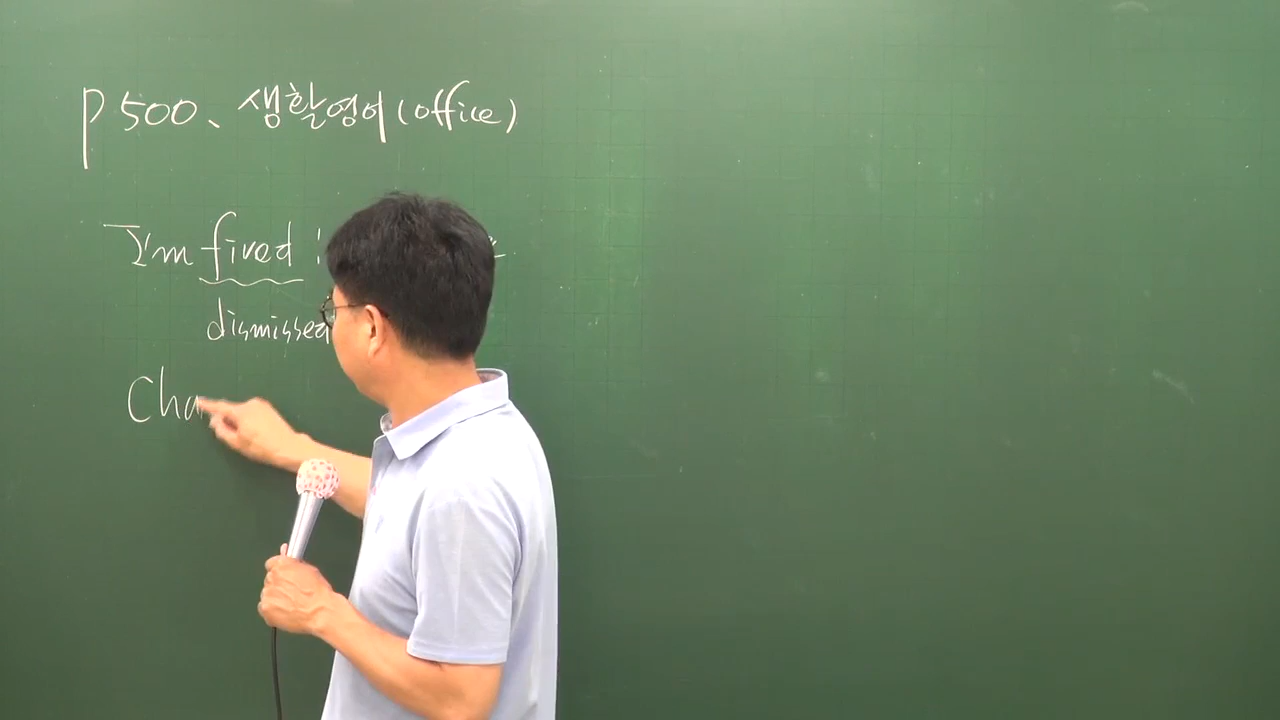 p 500、생활영어(office)
I'm fired :
dismissed
Cha